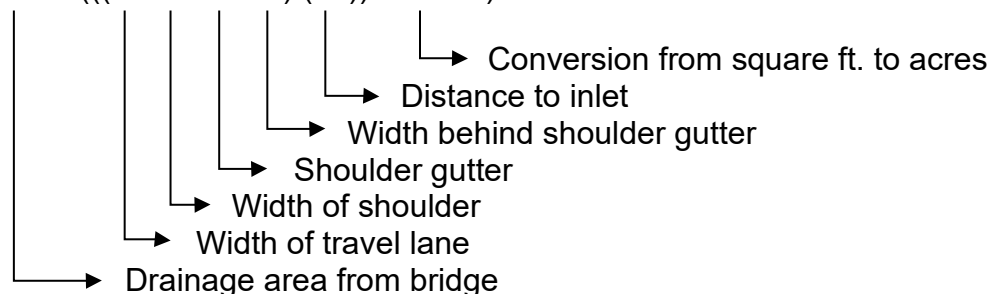 Conversion from square ft. to acres
Distance to inlet
Width behind shoulder gutter
Shoulder gutter
Width of shoulder
Width of travel lane
Drainage area from bridge